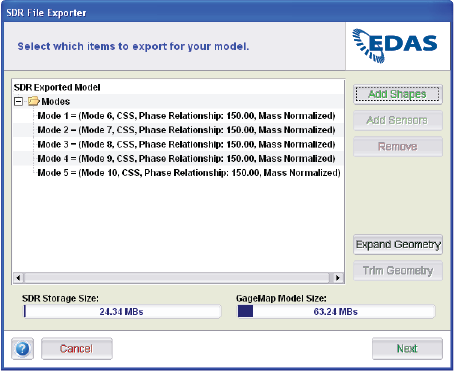 SDR File Exporter
Select which items to export for your model.
EDAS
SDR Exported Model
Modes
Mode 1 = (Mode 6, CSS, Phase Relationship: 150.00, Mass Normalized)
Mode 2 = (Mode 7, CSS, Phase Relationship: 150.00, Mass Normalized)
Mode 3 = (Mode 8, CSS, Phase Relationship: 150.00, Mass Normalized)
Mode 4 = (Mode 9, CSS, Phase Relationship: 150.00, Mass Normalized)
Mode 5 = (Mode 10, CSS, Phase Relationship: 150.00, Mass Normalized)
Add Shapes
Add Sensors
Remove
Expand Geometry
Trim Geometry
SDR Storage Size:
24.34 MBs
GageMap Model Size:
63.24 MBs
?
Cancel
Next